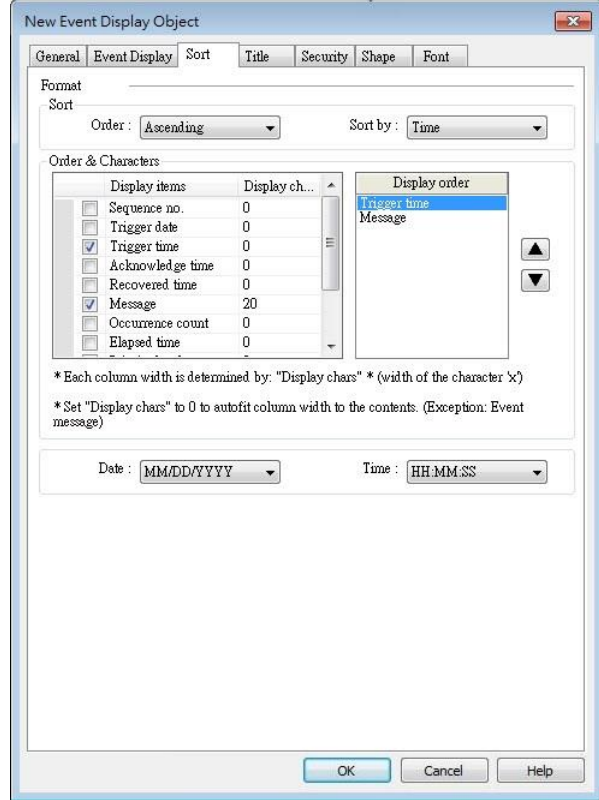 New Event Display Object
General Event Display Sort Title Security Shape Font
Format
Sort
Order : Ascending Sort by : Time
Order & Characters
Display items Display ch...
Sequence no. 0
Trigger date 0
Trigger time 0
Acknowledge time 0
Recovered time 0
Message 20
Occurrence count 0
Elapsed time 0
Display order
Trigger time
Message
* Each column width is determined by: "Display chars" * (width of the character 'x')
* Set "Display chars" to 0 to autofit column width to the contents. (Exception: Event
message)
Date : MM/DD/YYYY Time : HH:MM:SS
OK Cancel Help